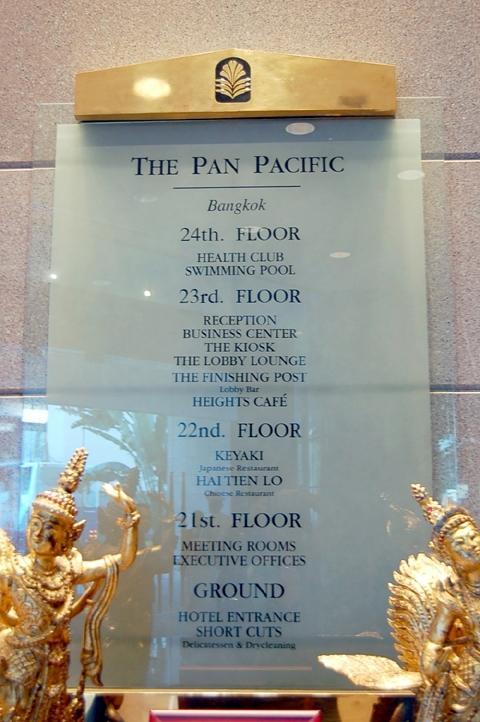 THE PAN PACIFIC
Bangkok
24th. FLOOR
HEALTH CLUB
SWIMMING POOL
23rd. FLOOR
RECEPTION
BUSINESS CENTER
THE KIOSK
THE LOBBY LOUNGE
THE FINISHING POST
Lobby Bar
HEIGHTS CAFÉ
22nd. FLOOR
KEYAKI
Japanese Restaurant
HAI TIEN LO
Chinese Restaurant
21st. FLOOR
MEETING ROOMS
EXECUTIVE OFFICES
GROUND
HOTEL ENTRANCE
SHORT CUTS
Delicatessen & Drycleaning